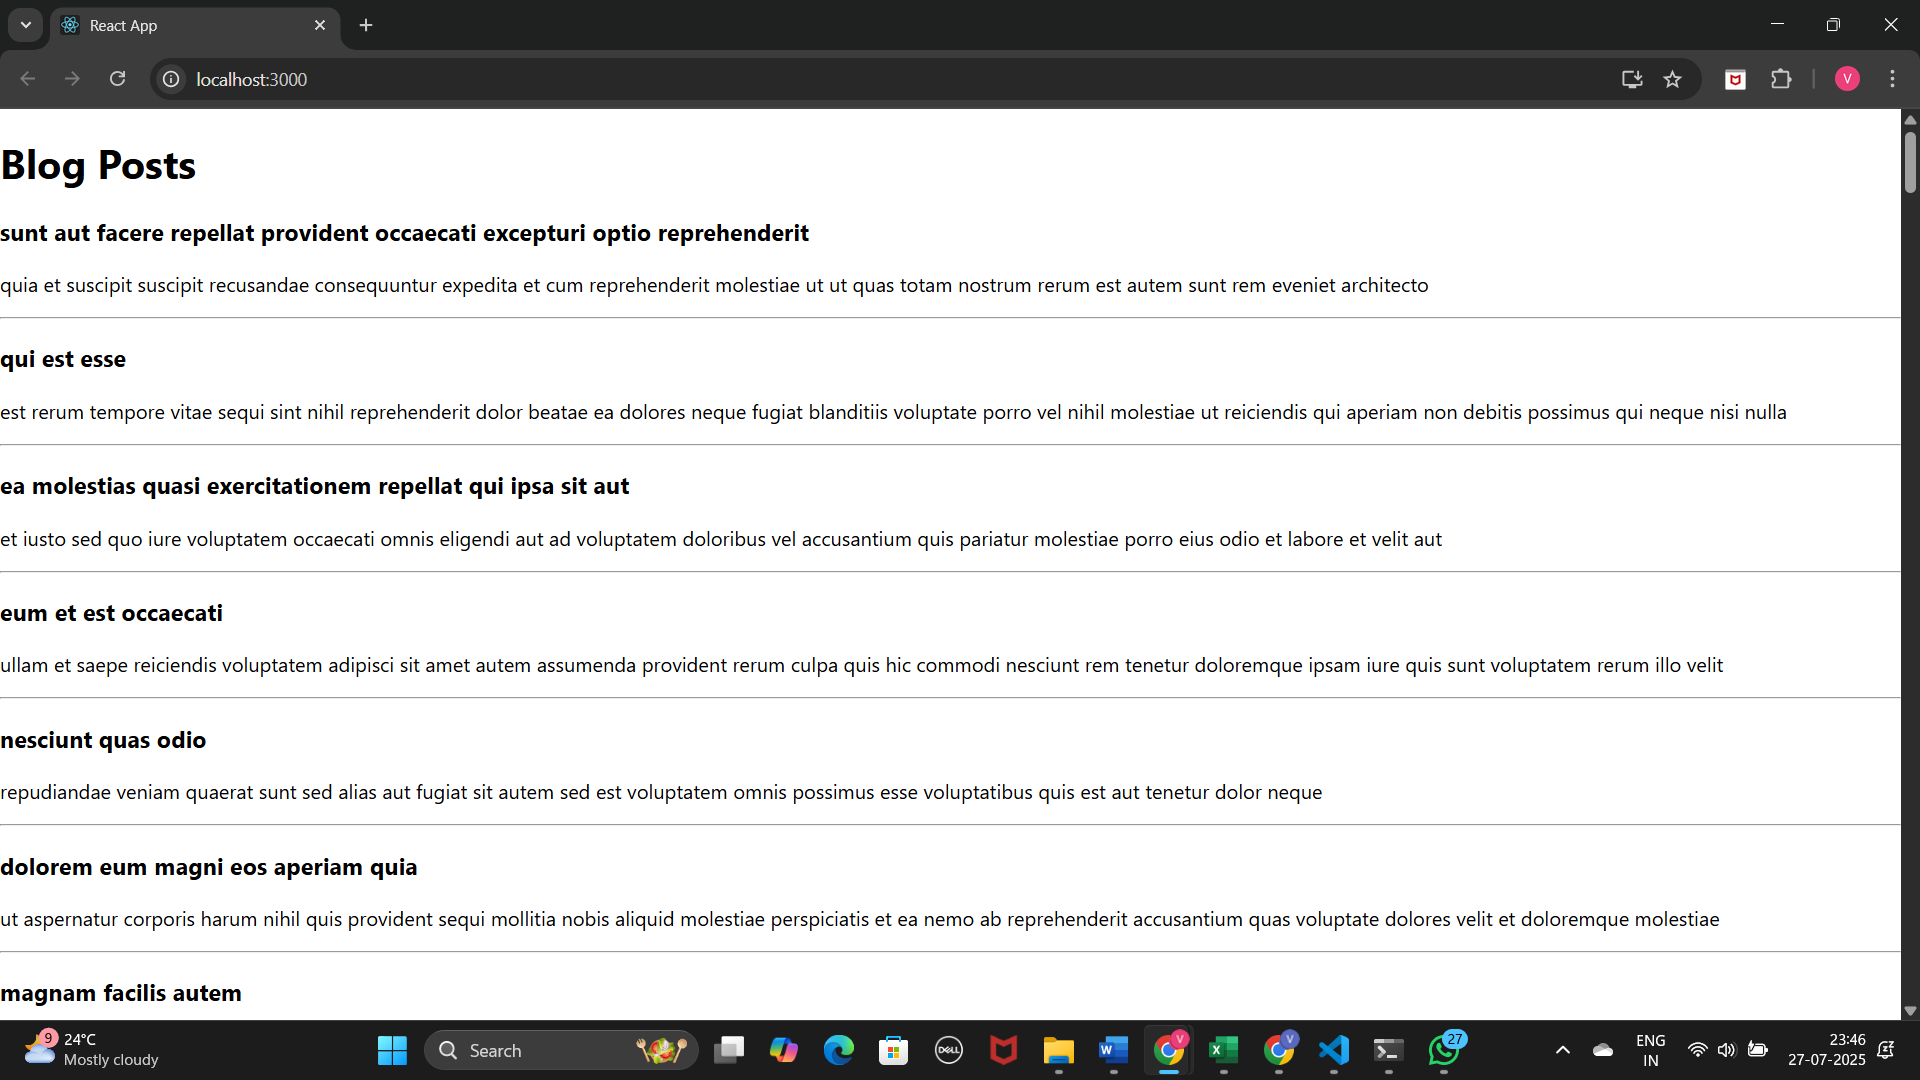 React App
localhost:3000
V
Blog Posts
sunt aut facere repellat provident occaecati excepturi optio reprehenderit
quia et suscipit suscipit recusandae consequuntur expedita et cum reprehenderit molestiae ut ut quas totam nostrum rerum est autem sunt rem eveniet architecto
qui est esse
est rerum tempore vitae sequi sint nihil reprehenderit dolor beatae ea dolores neque fugiat blanditiis voluptate porro vel nihil molestiae ut reiciendis qui aperiam non debitis possimus qui neque nisi nulla
ea molestias quasi exercitationem repellat qui ipsa sit aut
et iusto sed quo iure voluptatem occaecati omnis eligendi aut ad voluptatem doloribus vel accusantium quis pariatur molestiae porro eius odio et labore et velit aut
eum et est occaecati
ullam et saepe reiciendis voluptatem adipisci sit amet autem assumenda provident rerum culpa quis hic commodi nesciunt rem tenetur doloremque ipsam iure quis sunt voluptatem rerum illo velit
nesciunt quas odio
repudiandae veniam quaerat sunt sed alias aut fugiat sit autem sed est voluptatem omnis possimus esse voluptatibus quis est aut tenetur dolor neque
dolorem eum magni eos aperiam quia
ut aspernatur corporis harum nihil quis provident sequi mollitia nobis aliquid molestiae perspiciatis et ea nemo ab reprehenderit accusantium quas voluptate dolores velit et doloremque molestiae
magnam facilis autem
9
24°C
Mostly cloudy
Search
DELL
W
V
X
V
27
ENG
IN
23:46
27-07-2025